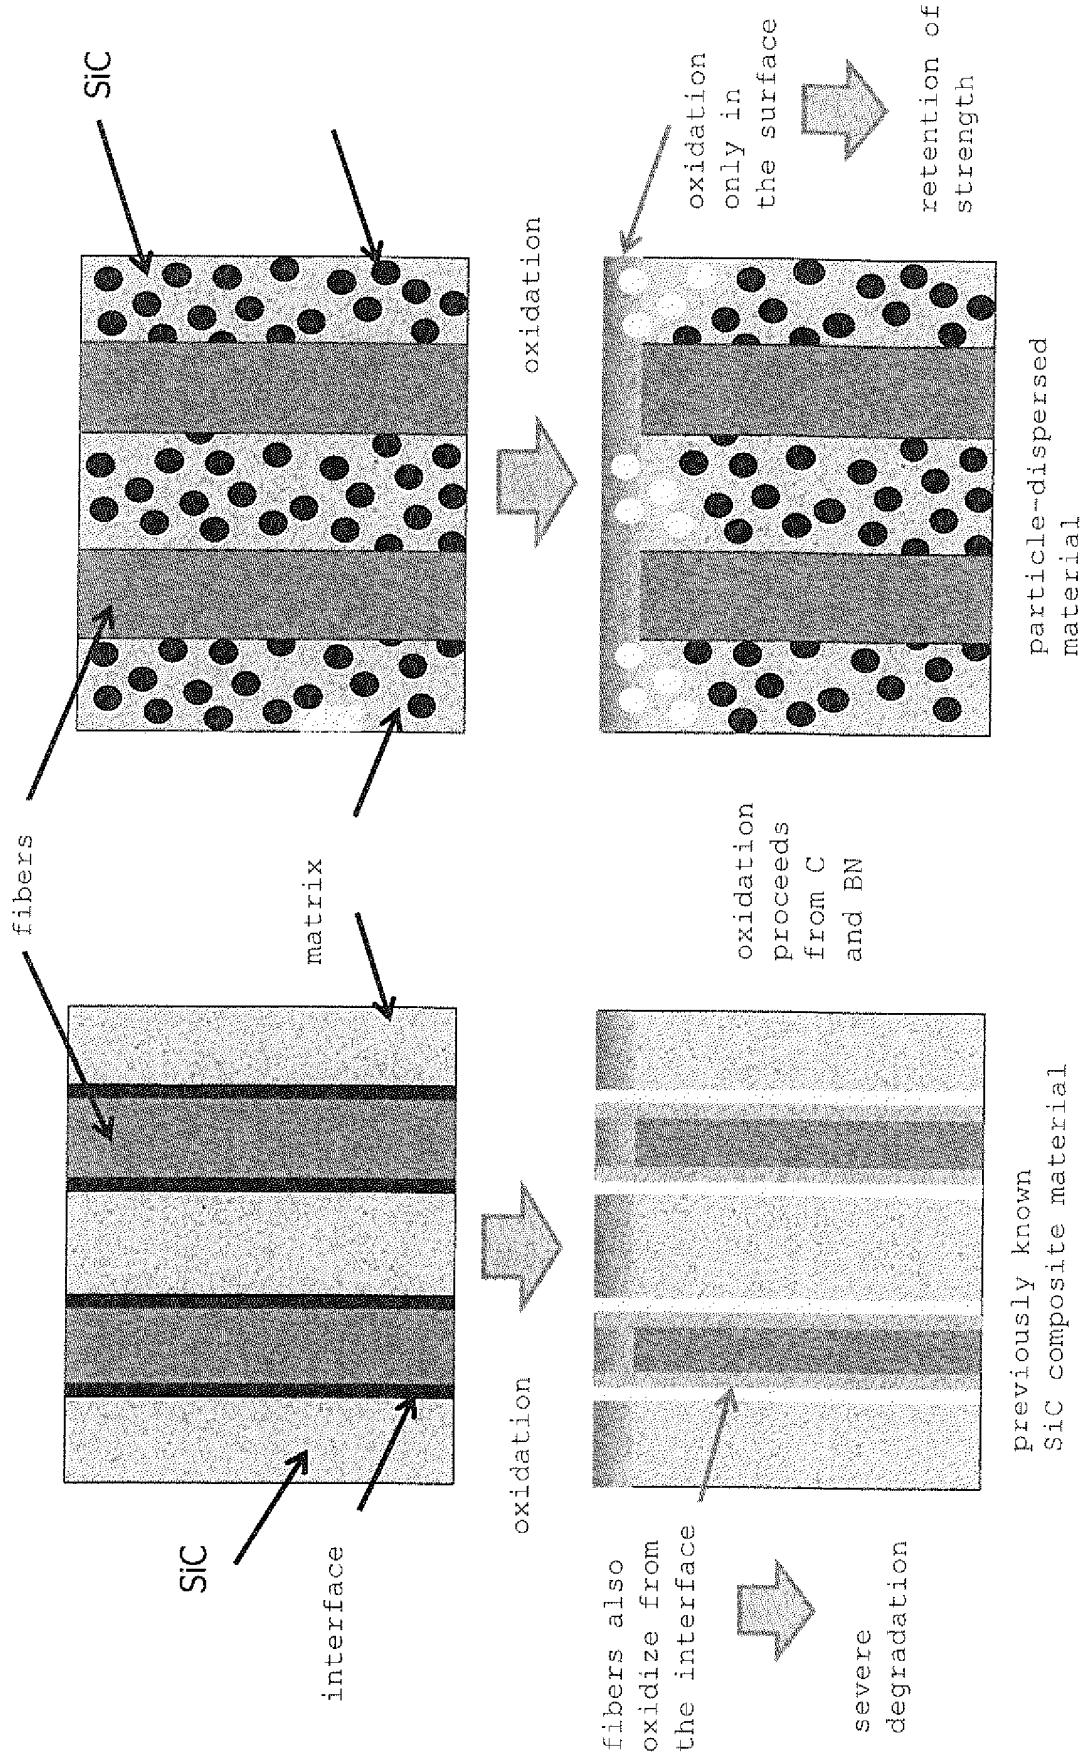 fibers
SiC
SiC
interface
matrix
oxidation
oxidation
fibers also
oxidize from
the interface
severe
degradation
oxidation
proceeds
from C
and BN
oxidation
only in
the surface
retention of
strength
previously known
SiC composite material
particle-dispersed
material